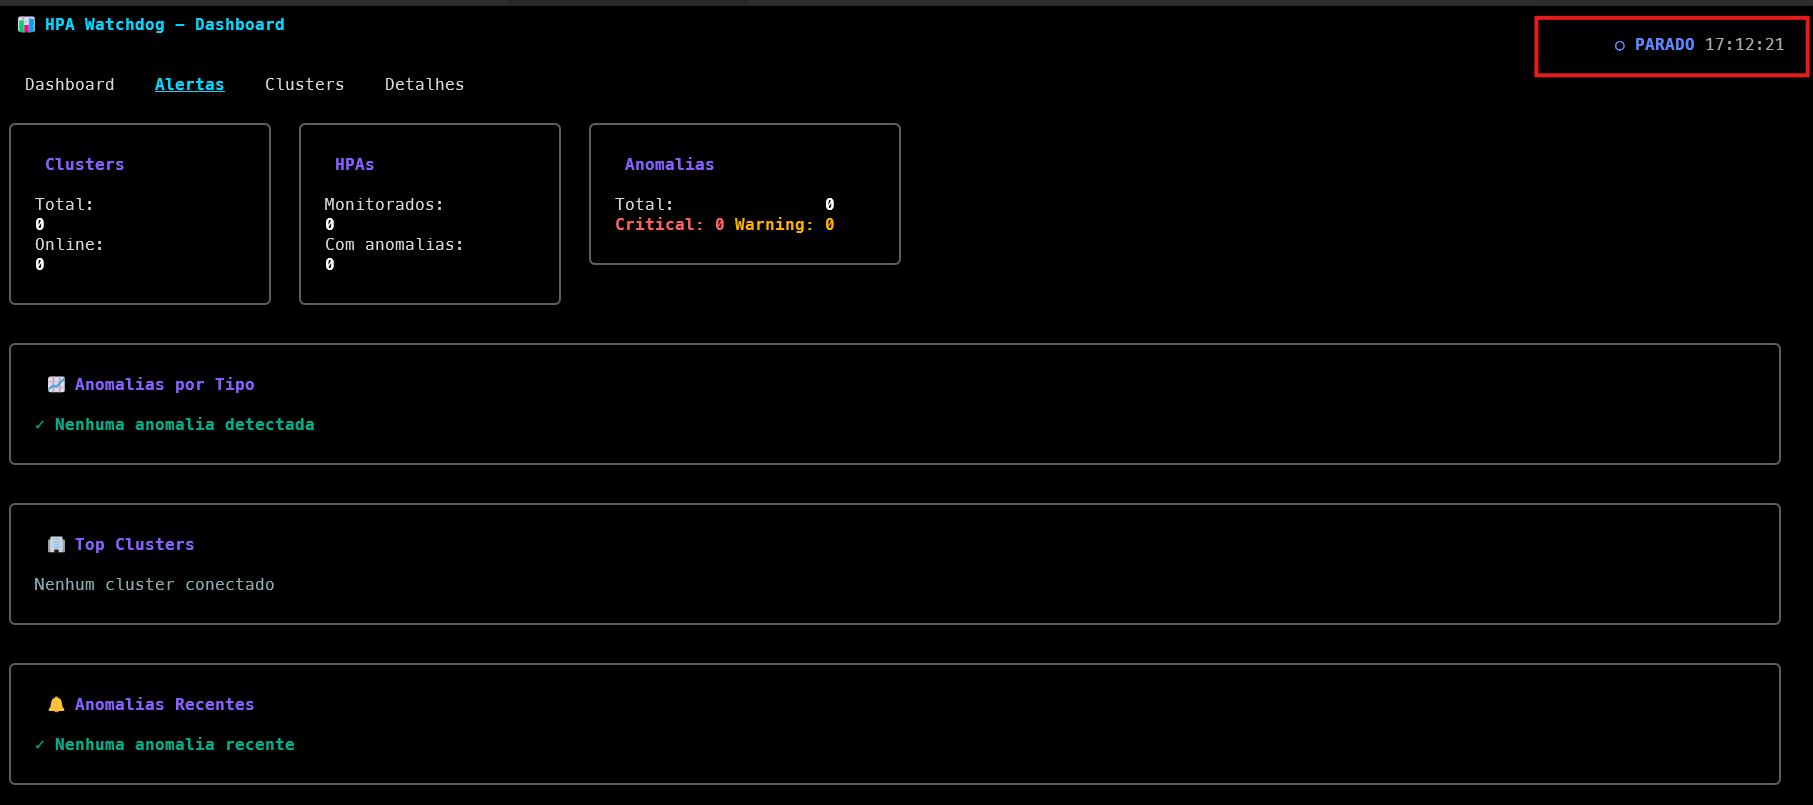 HPA Watchdog – Dashboard
○ PARADO 17:12:21
Dashboard Alertas Clusters Detalhes
Clusters
Total:
0
Online:
0
HPAs
Monitorados:
0
Com anomalias:
0
Anomalias
Total: 0
Critical: 0 Warning: 0
Anomalias por Tipo
✓ Nenhuma anomalia detectada
Top Clusters
Nenhum cluster conectado
Anomalias Recentes
✓ Nenhuma anomalia recente